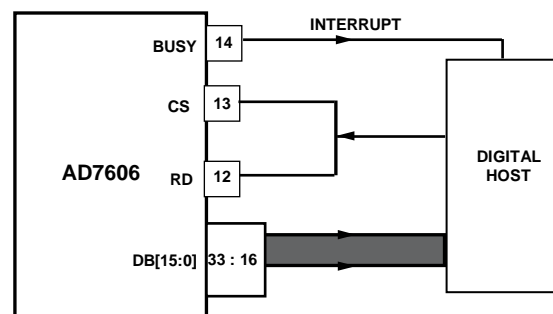 BUSY 14 INTERRUPT
CS 13
AD7606
RD 12
DIGITAL
HOST
DB[15:0] 33 : 16